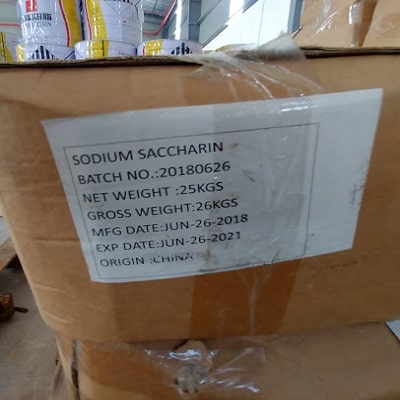 SODIUM SACCHARIN
BATCH NO.:20180626
NET WEIGHT :25KGS
GROSS WEIGHT:26KGS
MFG DATE:JUN-26-2018
EXP DATE:JUN-26-2021
ORIGIN :CHINA